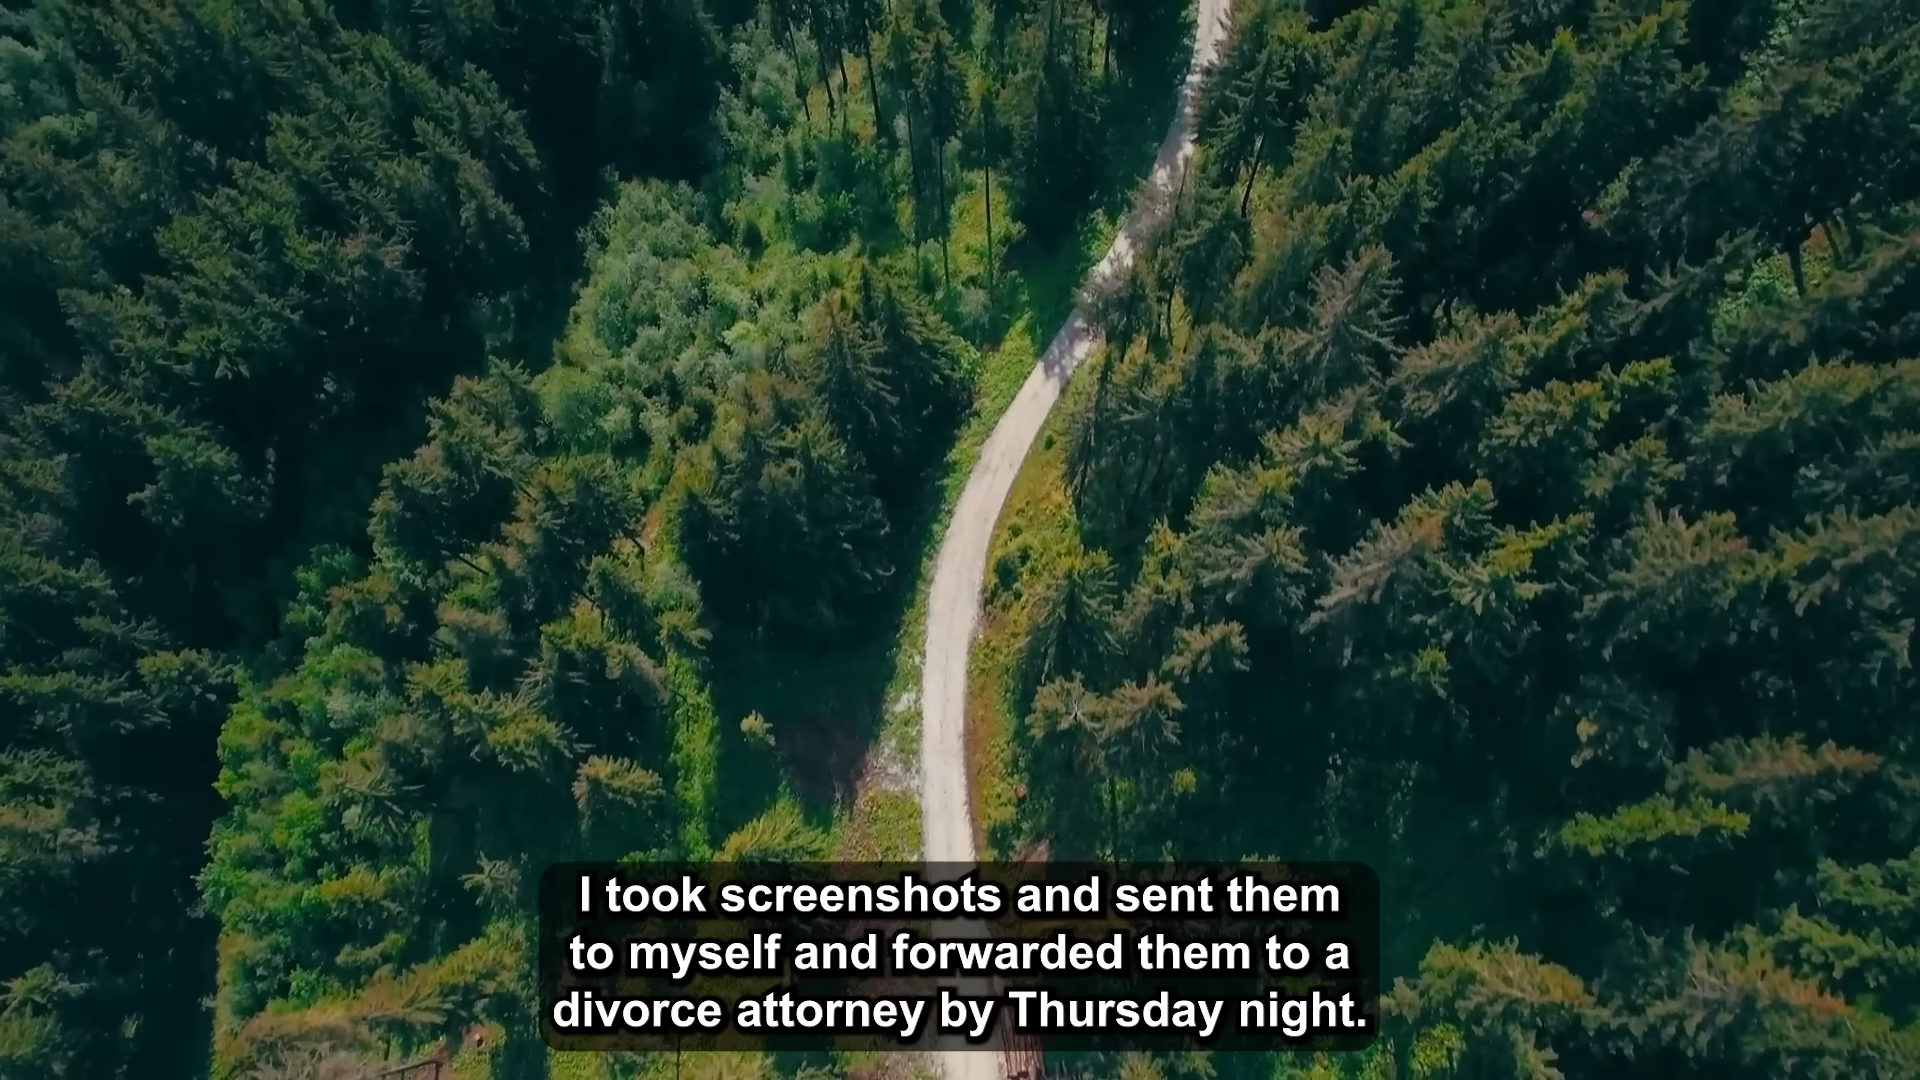 I took screenshots and sent them
to myself and forwarded them to a
divorce attorney by Thursday night.